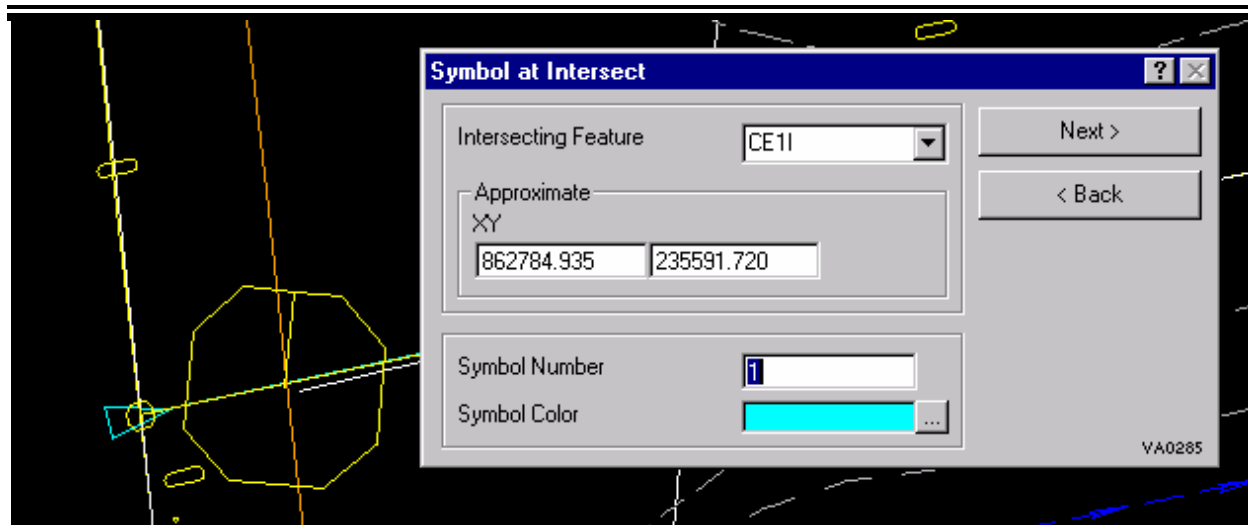 Symbol at Intersect
Intersecting Feature CE1I
Next >
Approximate
< Back
XY
862784.935 235591.720
Symbol Number 1
Symbol Color ...
VA0285